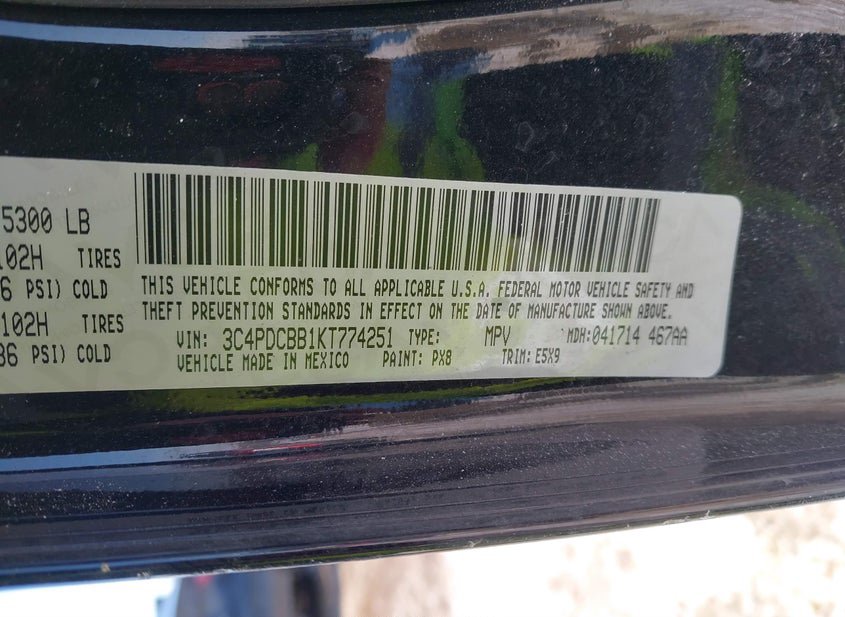 5300 LB
102H TIRES
6 PSI) COLD
102H TIRES
36 PSI) COLD
THIS VEHICLE CONFORMS TO ALL APPLICABLE U.S.A. FEDERAL MOTOR VEHICLE SAFETY AND
THEFT PREVENTION STANDARDS IN EFFECT ON THE DATE OF MANUFACTURE SHOWN ABOVE.
VIN: 3C4PDCBB1KT774251 TYPE: MPV MDH:041714 467AA
VEHICLE MADE IN MEXICO PAINT: PX8 TRIM: E5X9